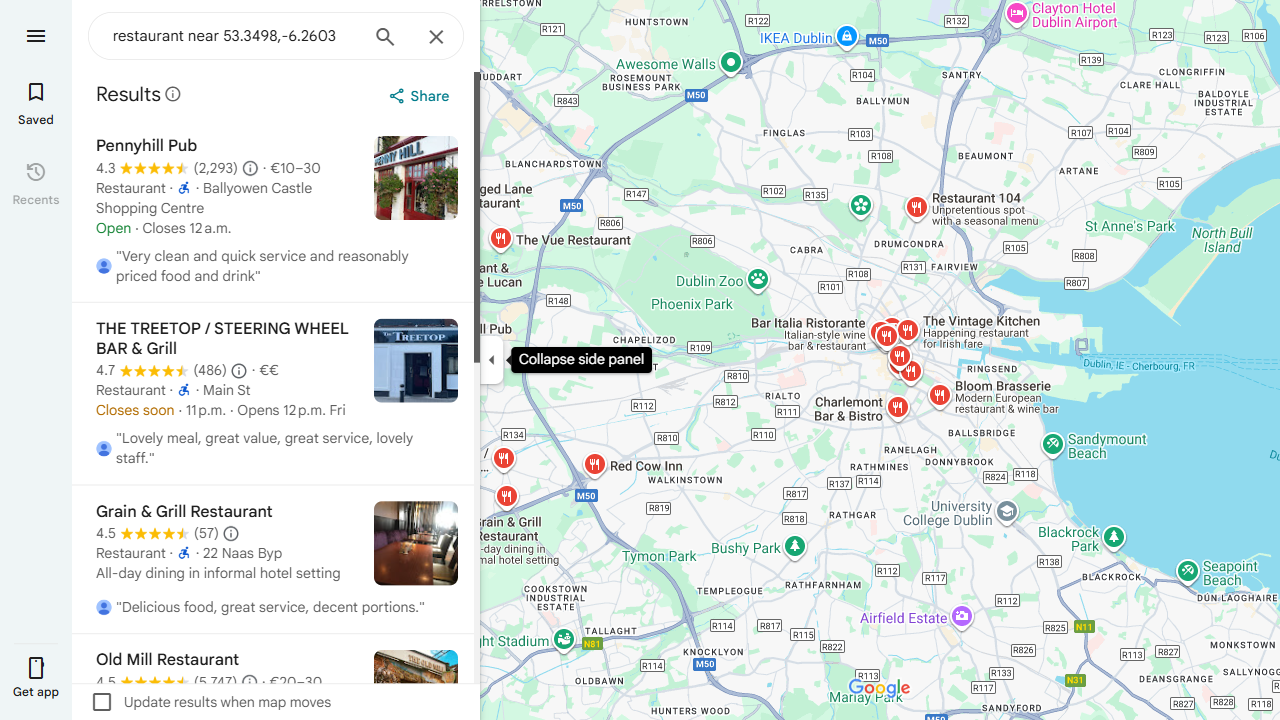 restaurant near 53.3498,-6.2603
Saved
Recents
Get app
Results
Share
Pennyhill Pub
4.3 (2,293) · €10–30
Restaurant · · Ballyowen Castle
Shopping Centre
Open · Closes 12 a.m.
"Very clean and quick service and reasonably
priced food and drink"
THE TREETOP / STEERING WHEEL
BAR & Grill
4.7 (486) · €€
Restaurant · · Main St
Closes soon · 11 p.m. · Opens 12 p.m. Fri
"Lovely meal, great value, great service, lovely
staff."
Grain & Grill Restaurant
4.5 (57)
Restaurant · · 22 Naas Byp
All-day dining in informal hotel setting
"Delicious food, great service, decent portions."
Old Mill Restaurant
4.5 (5,747) · €20–30
Update results when map moves
Collapse side panel
HUNTSTOWN
R121
R122
R132
Clayton Hotel
Dublin Airport
R123
R123
R106
IKEA Dublin
M50
Awesome Walls
ROSEMOUNT
BUSINESS PARK
R104
SANTRY
R139
CLONGRIFFIN
CLARE HALL
BALDOYLE
INDUSTRIAL
ESTATE
M50
R843
BALLYMUN
FINGLAS
R103
R107
R104
R108
R809
BLANCHARDSTOWN
BEAUMONT
ARTANE
R105
ged Lane
taurant
R147
R102
R135
M50
Restaurant 104
Unpretentious spot
with a seasonal menu
St Anne's Park
North Bull
Island
R806
The Vue Restaurant
R806
CABRA
DRUMCONDRA
R105
R808
ant &
e Lucan
Dublin Zoo
R108
R131
FAIRVIEW
R807
R101
R148
Phoenix Park
ll Pub
CHAPELIZOD
R109
Bar Italia Ristorante
Italian-style wine
bar & restaurant
The Vintage Kitchen
Happening restaurant
for Irish fare
RINGSEND
Dublin, IE - Cherbourg, FR
T
R810
R112
R812
RIALTO
R111
Bloom Brasserie
Modern European
restaurant & wine bar
Charlemont
Bar & Bistro
R134
R810
R110
BALLSBRIDGE
Sandymount
Beach
RANELAGH
DONNYBROOK
RATHMINES
R824
R118
Red Cow Inn
WALKINSTOWN
M50
R819
R817
R137
R114
R818
RATHGAR
University
College Dublin
Grain & Grill
Restaurant
-day dining in
mal hotel setting
Tymon Park
Bushy Park
Blackrock
Park
R138
Seapoint
Beach
R112
R117
BLACKROCK
RATHFARNHAM
TEMPLEOGUE
DÚN LAOGHAIRE
COOKSTOWN
INDUSTRIAL
ESTATE
R112
Airfield Estate
TALLAGHT
R114
R817
R825
N11
ght Stadium
N81
R115
R822
R826
MONKSTOWN
KNOCKLYON
R114
M50
R113
R827
R113
N31
DEANSGRANGE
OLDBAWN
Google
Marlay Park
R117
HUNTERS WOOD
SANDYFORD
R827
R828
R118
M50